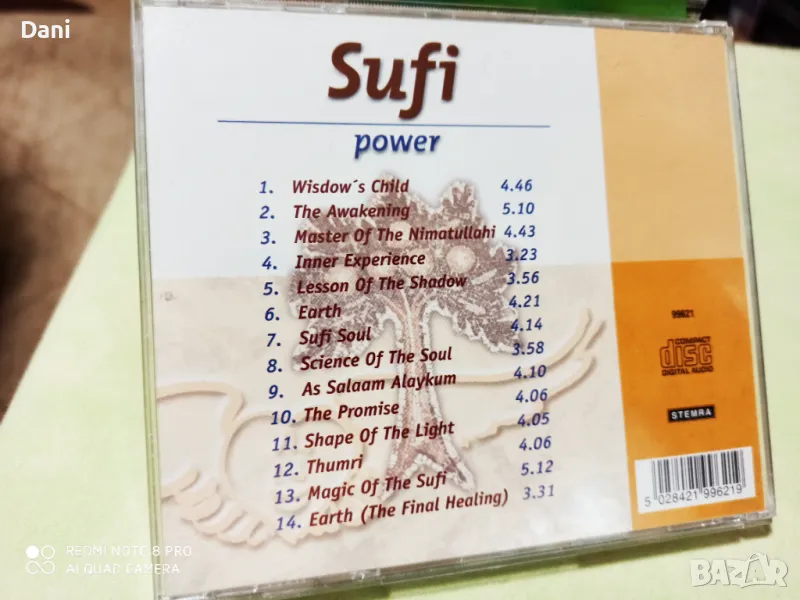 Dani
Sufi
power
1. Wisdow´s Child 4.46
2. The Awakening 5.10
3. Master Of The Nimatullahi 4.43
4. Inner Experience 3.23
5. Lesson Of The Shadow 3.56
6. Earth 4.21
7. Sufi Soul 4.14
8. Science Of The Soul 3.58
9. As Salaam Alaykum 4.10
10. The Promise 4.06
11. Shape Of The Light 4.05
12. Thumri 4.06
13. Magic Of The Sufi 5.12
14. Earth (The Final Healing) 3.31
99621
COMPACT
disc
DIGITAL AUDIO
STEMRA
5 028421 996219
REDMI NOTE 8 PRO
AI QUAD CAMERA
BAZAR